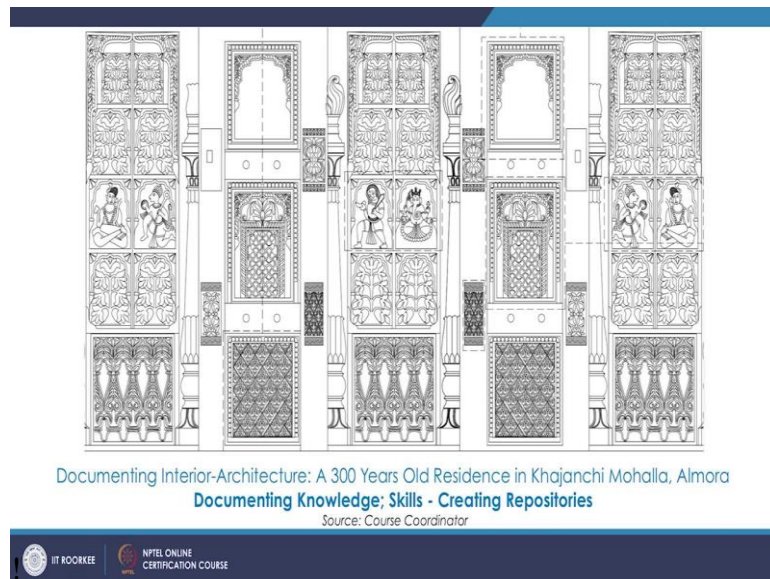 Documenting Interior-Architecture: A 300 Years Old Residence in Khajanchi Mohalla, Almora
Documenting Knowledge; Skills - Creating Repositories
Source: Course Coordinator
!
IIT ROORKEE
NPTEL
NPTEL ONLINE
CERTIFICATION COURSE